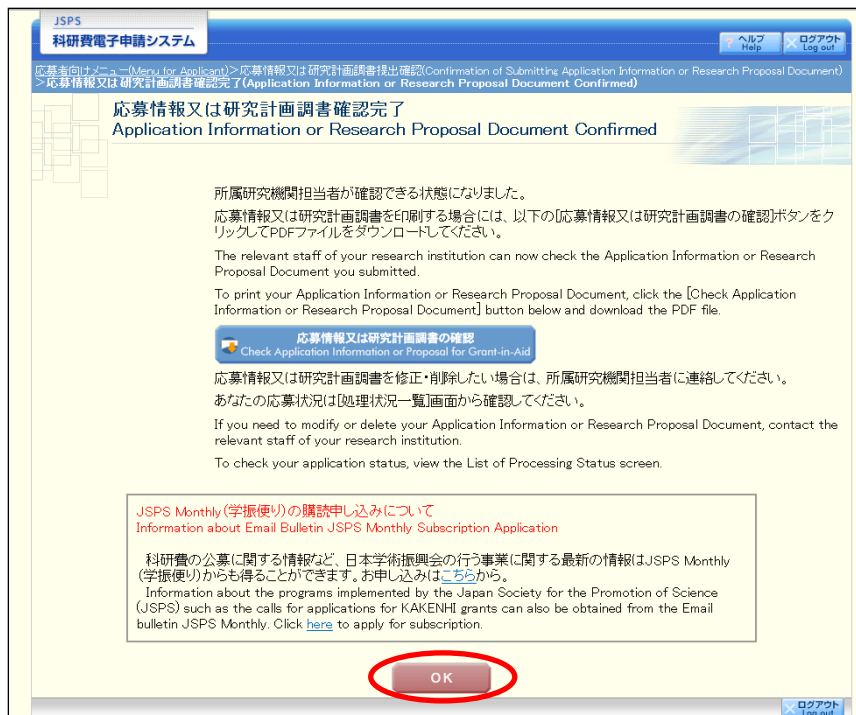 JSPS
科研費電子申請システム
ヘルプ
Help
ログアウト
Log out
応募者向けメニュー(Menu for Applicant)>応募情報又は研究計画調書提出確認(Confirmation of Submitting Application Information or Research Proposal Document)
>応募情報又は研究計画調書確認完了(Application Information or Research Proposal Document Confirmed)
応募情報又は研究計画調書確認完了
Application Information or Research Proposal Document Confirmed
所属研究機関担当者が確認できる状態になりました。
応募情報又は研究計画調書を印刷する場合には、以下の[応募情報又は研究計画調書の確認]ボタンをク
リックしてPDFファイルをダウンロードしてください。
The relevant staff of your research institution can now check the Application Information or Research
Proposal Document you submitted.
To print your Application Information or Research Proposal Document, click the [Check Application
Information or Research Proposal Document] button below and download the PDF file.
応募情報又は研究計画調書の確認
Check Application Information or Proposal for Grant-in-Aid
応募情報又は研究計画調書を修正・削除したい場合は、所属研究機関担当者に連絡してください。
あなたの応募状況は[処理状況一覧]画面から確認してください。
If you need to modify or delete your Application Information or Research Proposal Document, contact the
relevant staff of your research institution.
To check your application status, view the List of Processing Status screen.
JSPS Monthly(学振便り)の購読申し込みについて
Information about Email Bulletin JSPS Monthly Subscription Application
科研費の公募に関する情報など、日本学術振興会の行う事業に関する最新の情報はJSPS Monthly
(学振便り)からも得ることができます。お申し込みはこちらから。
Information about the programs implemented by the Japan Society for the Promotion of Science
(JSPS) such as the calls for applications for KAKENHI grants can also be obtained from the Email
bulletin JSPS Monthly. Click here to apply for subscription.
OK
ログアウト
Log out